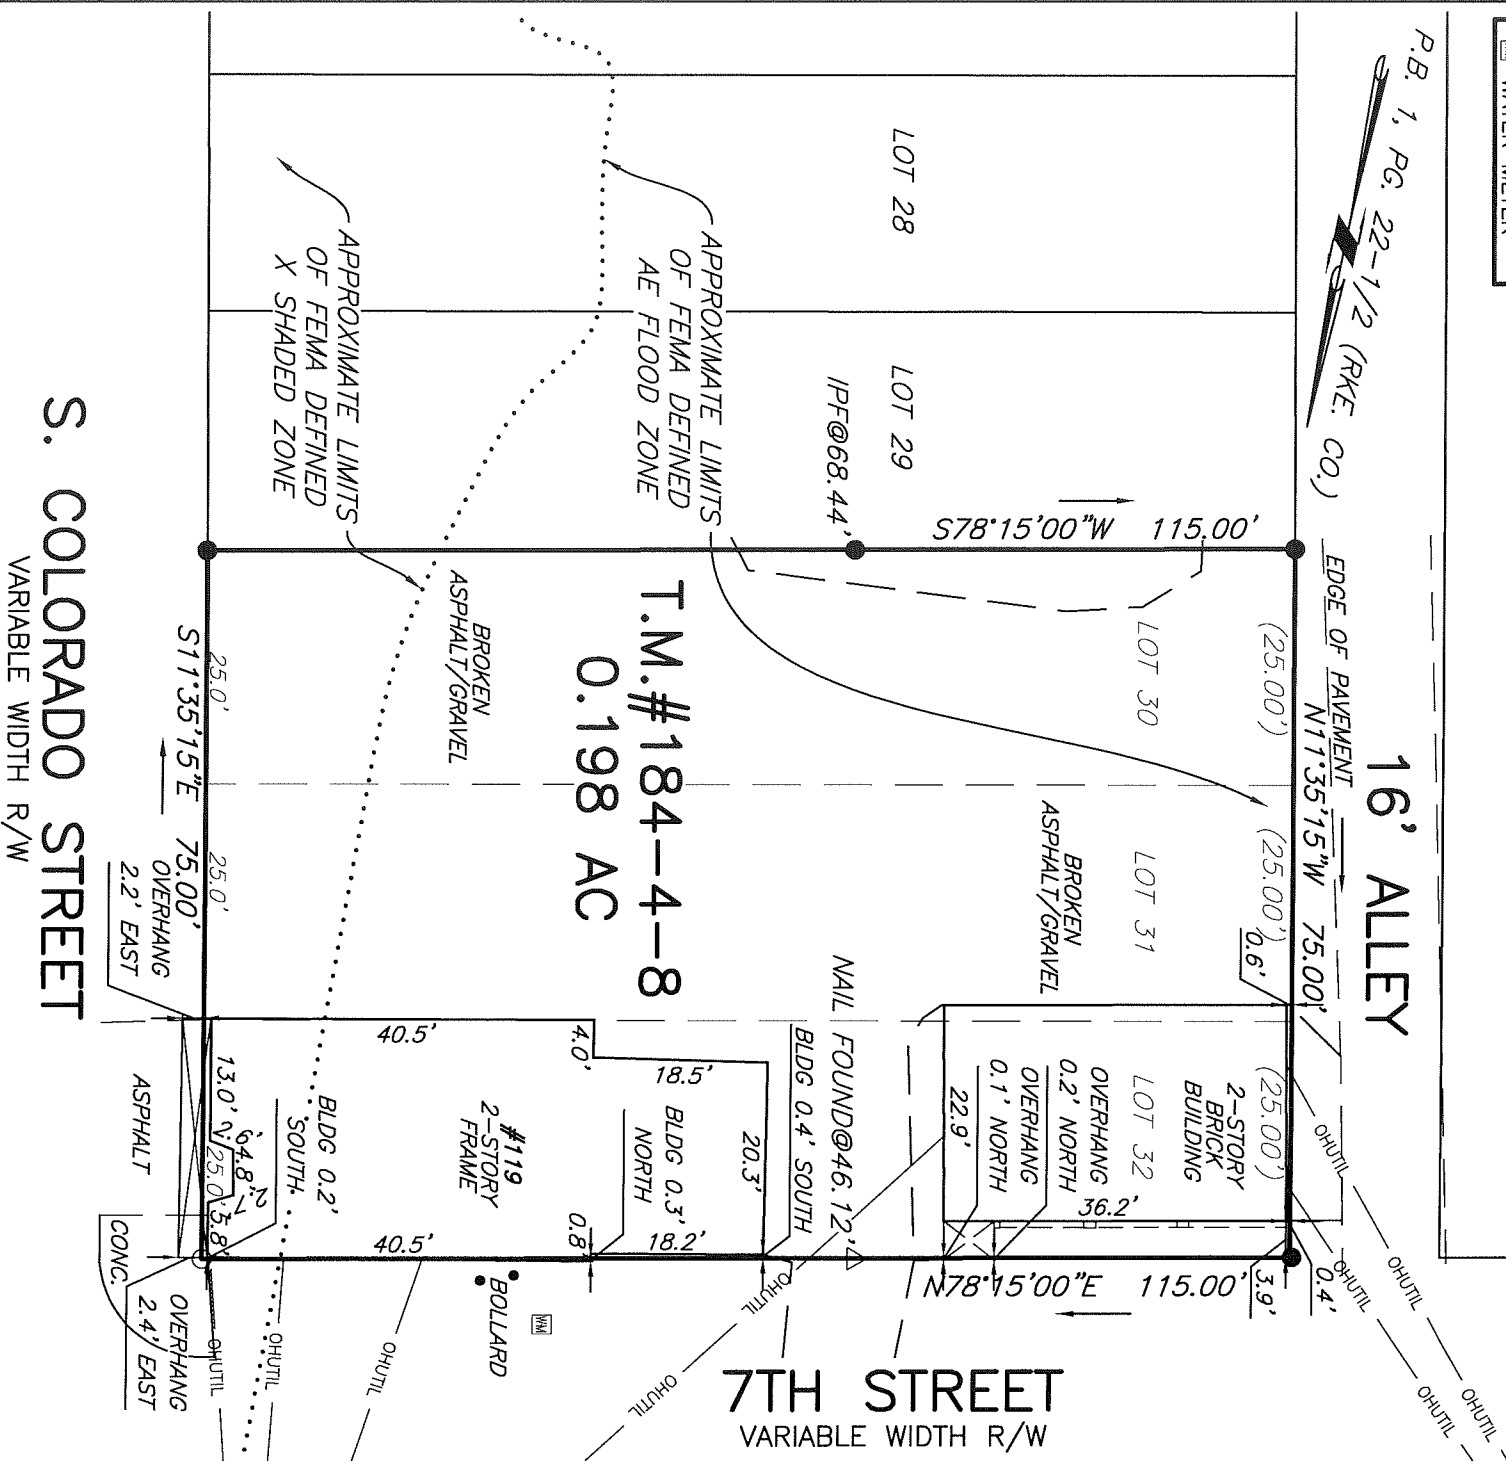 WATER METER
P.B. 1, PG. 22-1/2 (RKE. CO.)
LOT 28
APPROXIMATE LIMITS
OF FEMA DEFINED
AE FLOOD ZONE
APPROXIMATE LIMITS
OF FEMA DEFINED
X SHADED ZONE
LOT 29
IPF@68.44'
S78°15'00"W 115.00'
EDGE OF PAVEMENT
N11°35'15"W 75.00'
16' ALLEY
(25.00')
LOT 30
BROKEN
ASPHALT/GRAVEL
T.M.#184-4-8
0.198 AC
S. COLORADO STREET
VARIABLE WIDTH R/W
25.0'
S11°35'15"E 75.00'
25.0'
OVERHANG
2.2' EAST
(25.00')
LOT 31
BROKEN
ASPHALT/GRAVEL
0.6'
NAIL FOUND@46.12'
BLDG 0.4' SOUTH
40.5'
4.0'
18.5'
20.3'
22.9'
(25.00')
2-STORY
BRICK
BUILDING
LOT 32
OVERHANG
0.2' NORTH
OVERHANG
0.1' NORTH
36.2'
BLDG 0.3'
NORTH
#119
2-STORY
FRAME
BLDG 0.2'
SOUTH
13.0'
4.8'
25.0'
5.8'
ASPHALT
CONC.
OVERHANG
2.4' EAST
40.5'
0.8'
18.2'
N78°15'00"E 115.00'
3.9'
0.4'
BOLLARD
WM
7TH STREET
VARIABLE WIDTH R/W
OHUTIL
OHUTIL
OHUTIL
OHUTIL
OHUTIL
OHUTIL
OHUTIL
OHUTIL
OHUTIL
OHUTIL